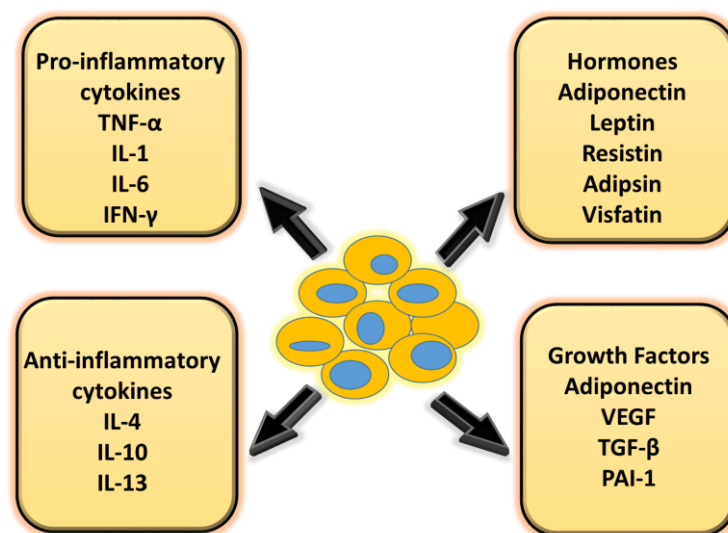 Pro-inflammatory
cytokines
TNF-α
IL-1
IL-6
IFN-γ
Hormones
Adiponectin
Leptin
Resistin
Adipsin
Visfatin
Anti-inflammatory
cytokines
IL-4
IL-10
IL-13
Growth Factors
Adiponectin
VEGF
TGF-β
PAI-1